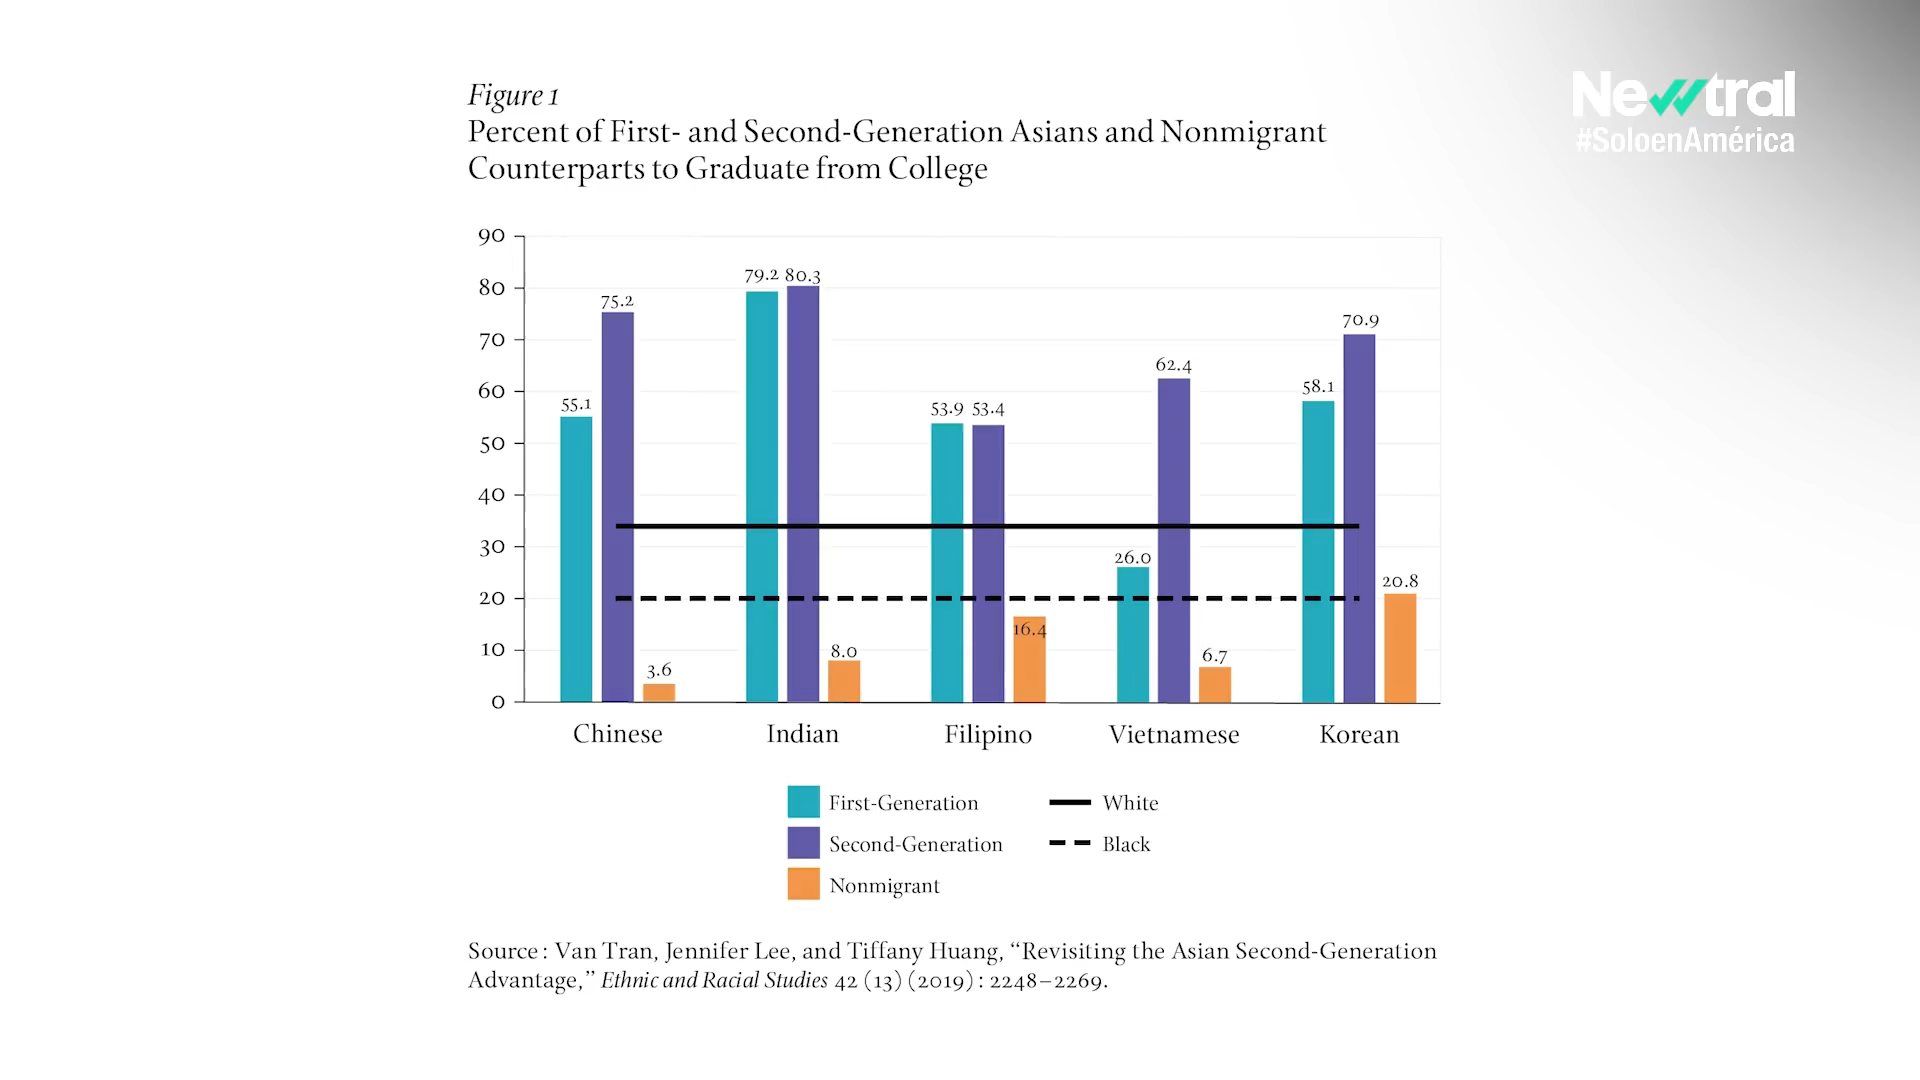 Newtral
#SoloenAmérica
Figure 1
Percent of First- and Second-Generation Asians and Nonmigrant
Counterparts to Graduate from College
90
80
70
60
50
40
30
20
10
0
55.1
75.2
3.6
79.2
80.3
8.0
53.9
53.4
16.4
26.0
62.4
6.7
58.1
70.9
20.8
Chinese
Indian
Filipino
Vietnamese
Korean
First-Generation
Second-Generation
Nonmigrant
White
Black
Source: Van Tran, Jennifer Lee, and Tiffany Huang, “Revisiting the Asian Second-Generation
Advantage,” Ethnic and Racial Studies 42 (13) (2019): 2248–2269.